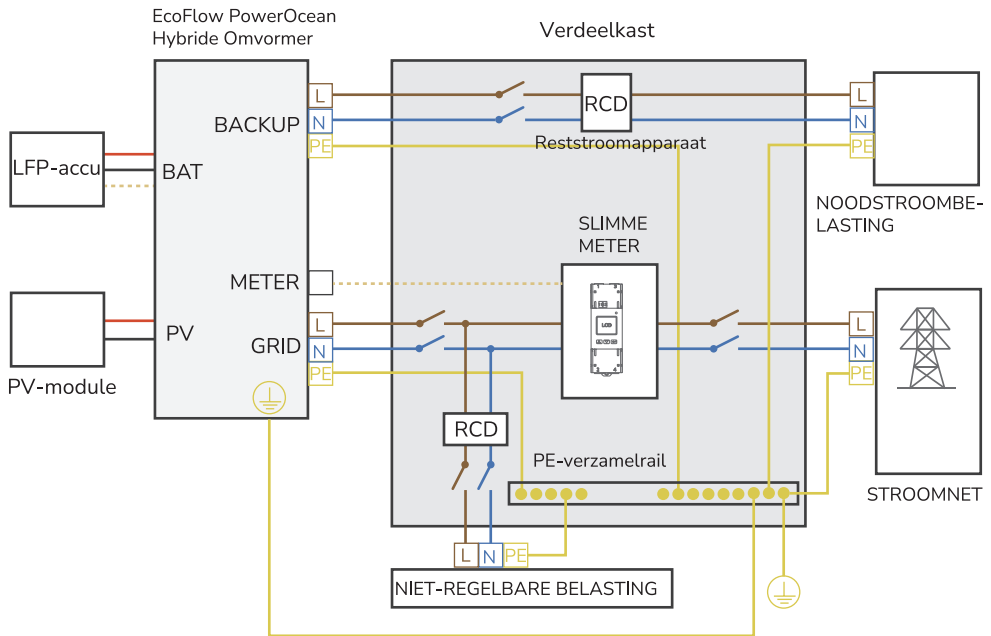 EcoFlow PowerOcean
Hybride Omvormer
Verdeelkast
L
N
PE
BACKUP
RCD
Reststroomapparaat
L
N
PE
LFP-accu
BAT
NOODSTROOMBE-
LASTING
SLIMME
METER
METER
LCD
L
N
PE
GRID
PV
PV-module
L
N
PE
RCD
PE-verzamelrail
STROOMNET
L
N
PE
NIET-REGELBARE BELASTING